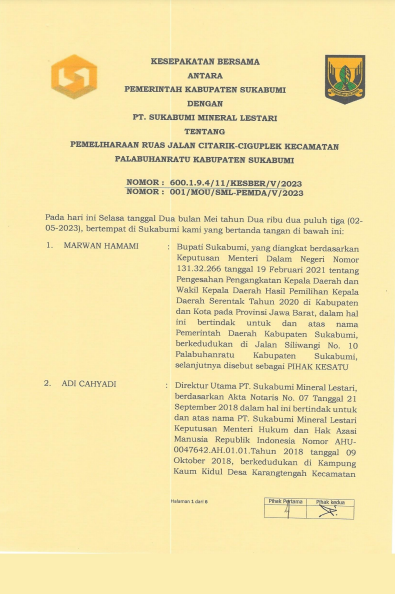 KESEPAKATAN BERSAMA
ANTARA
PEMERINTAH KABUPATEN SUKABUMI
DENGAN
PT. SUKABUMI MINERAL LESTARI
TENTANG
PEMELIHARAAN RUAS JALAN CITARIK-CIGUPLEK KECAMATAN
PALABUHANRATU KABUPATEN SUKABUMI
NOMOR : 600.1.9.4/11/KESBER/V/2023
NOMOR : 001/MOU/SML-PEMDA/V/2023
Pada hari ini Selasa tanggal Dua bulan Mei tahun Dua ribu dua puluh tiga (02-
05-2023), bertempat di Sukabumi kami yang bertanda tangan di bawah ini:
1. MARWAN HAMAMI : Bupati Sukabumi, yang diangkat berdasarkan
Keputusan Menteri Dalam Negeri Nomor
131.32.266 tanggal 19 Februari 2021 tentang
Pengesahan Pengangkatan Kepala Daerah dan
Wakil Kepala Daerah Hasil Pemilihan Kepala
Daerah Serentak Tahun 2020 di Kabupaten
dan Kota pada Provinsi Jawa Barat, dalam hal
ini bertindak untuk dan atas nama
Pemerintah Daerah Kabupaten Sukabumi,
berkedudukan di Jalan Siliwangi No. 10
Palabuhanratu Kabupaten Sukabumi,
selanjutnya disebut sebagai PIHAK KESATU
2. ADI CAHYADI : Direktur Utama PT. Sukabumi Mineral Lestari,
berdasarkan Akta Notaris No. 07 Tanggal 21
September 2018 dalam hal ini bertindak untuk
dan atas nama PT. Sukabumi Mineral Lestari
Keputusan Menteri Hukum dan Hak Azasi
Manusia Republik Indonesia Nomor AHU-
0047642.AH.01.01.Tahun 2018 tanggal 09
Oktober 2018, berkedudukan di Kampung
Kaum Kidul Desa Karangtengah Kecamatan
Halaman 1 dari 8
Pihak Pertama Pihak kedua